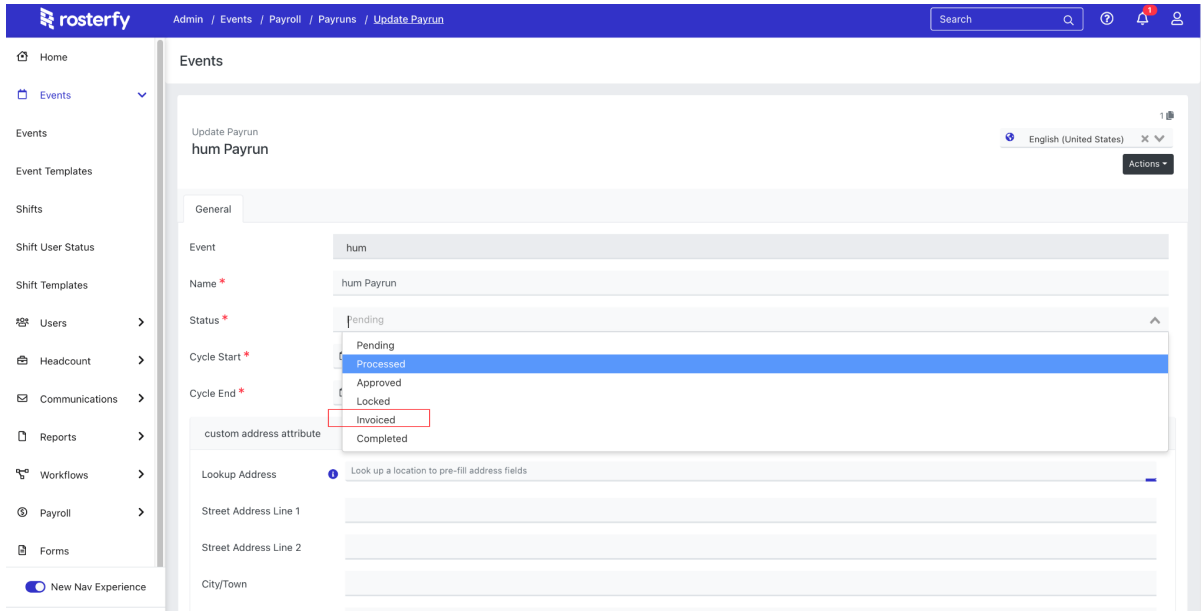 rosterfy
Admin / Events / Payroll / Payruns / Update Payrun
Search
1
Home
Events
Events
Event Templates
Shifts
Shift User Status
Shift Templates
Users
Headcount
Communications
Reports
Workflows
Payroll
Forms
New Nav Experience
Events
1
Update Payrun
hum Payrun
English (United States)
Actions
General
Event
hum
Name *
hum Payrun
Status *
Pending
Pending
Processed
Approved
Locked
Invoiced
Completed
Cycle Start *
Cycle End *
custom address attribute
Lookup Address
Look up a location to pre-fill address fields
Street Address Line 1
Street Address Line 2
City/Town